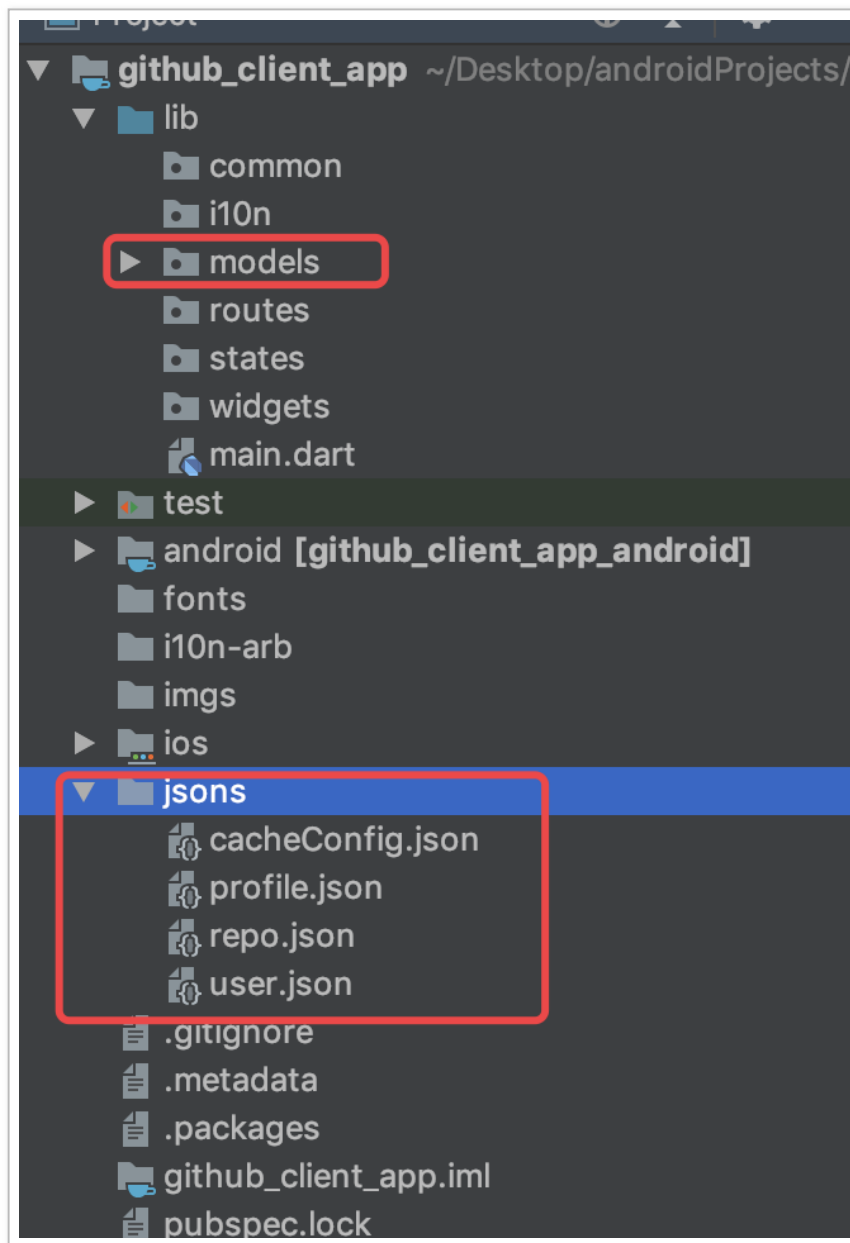 Project
github_client_app ~/Desktop/androidProjects/
lib
common
i10n
models
routes
states
widgets
main.dart
test
android [github_client_app_android]
fonts
i10n-arb
imgs
ios
jsons
cacheConfig.json
profile.json
repo.json
user.json
.gitignore
.metadata
.packages
github_client_app.iml
pubspec.lock